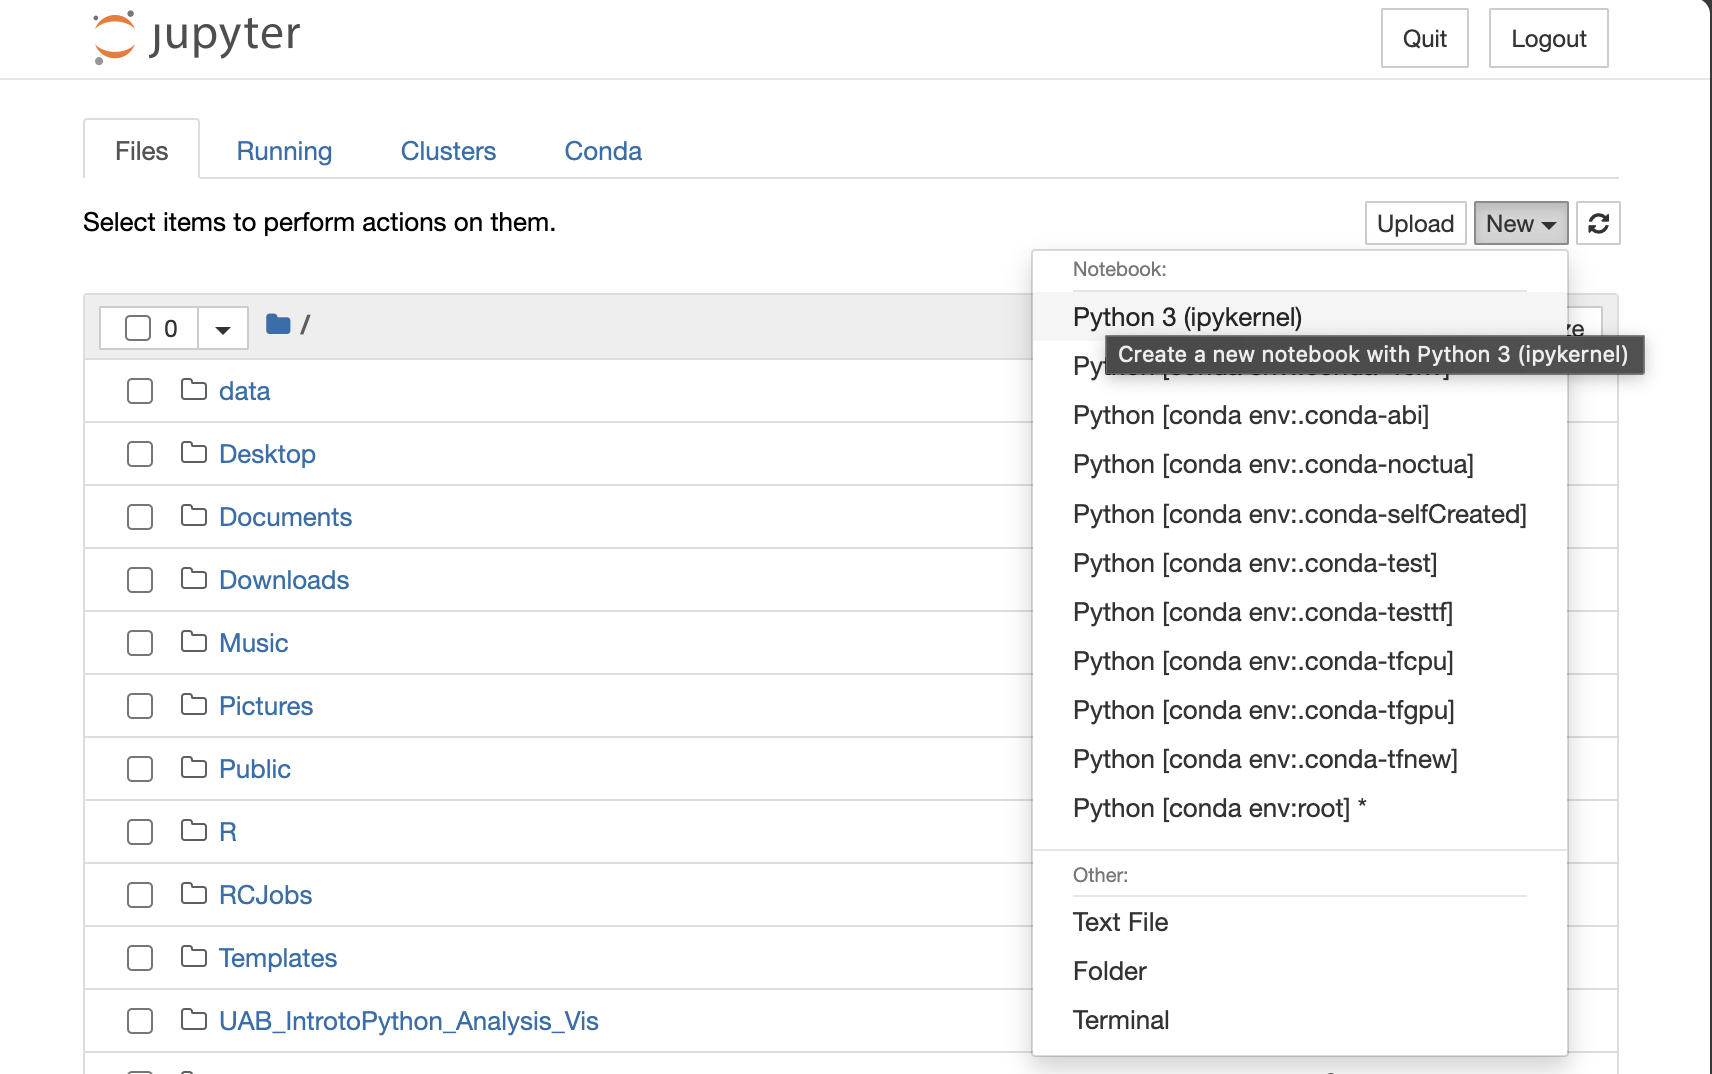 jupyter
Quit
Logout
Files
Running
Clusters
Conda
Select items to perform actions on them.
Upload
New
0
/
Notebook:
Python 3 (ipykernel)
Create a new notebook with Python 3 (ipykernel)
Python [conda env:.conda-abi]
Python [conda env:.conda-noctua]
Python [conda env:.conda-selfCreated]
Python [conda env:.conda-test]
Python [conda env:.conda-testtf]
Python [conda env:.conda-tfcpu]
Python [conda env:.conda-tfgpu]
Python [conda env:.conda-tfnew]
Python [conda env:root] *
Other:
Text File
Folder
Terminal
data
Desktop
Documents
Downloads
Music
Pictures
Public
R
RCJobs
Templates
UAB_IntrotoPython_Analysis_Vis